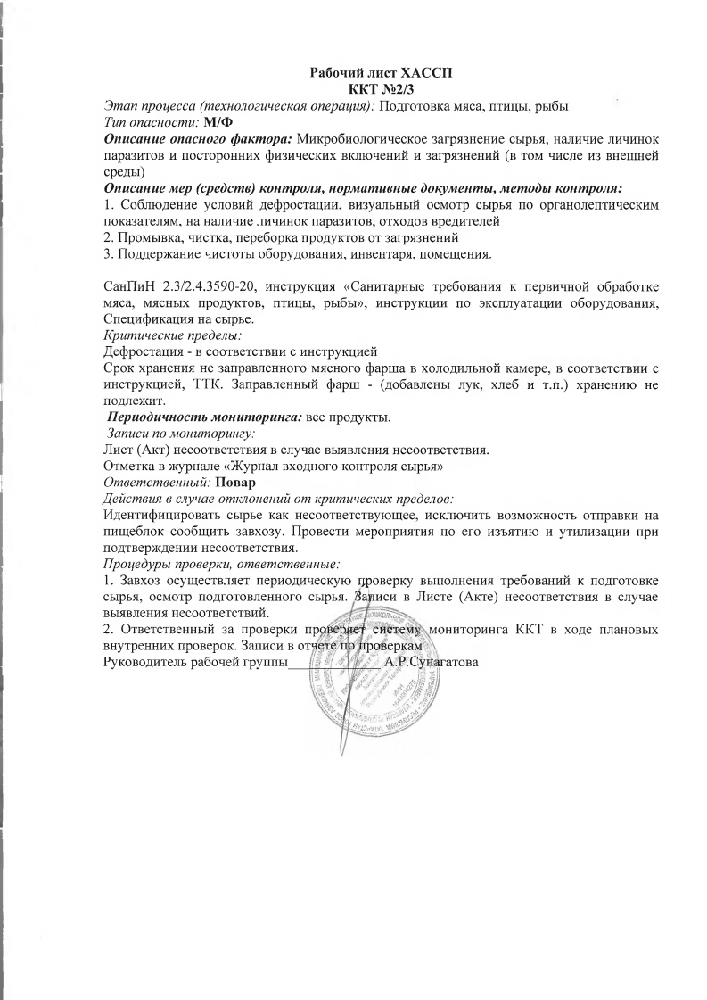 Рабочий лист ХАССП
ККТ №2/3
Этап процесса (технологическая операция): Подготовка мяса, птицы, рыбы
Тип опасности: М/Ф
Описание опасного фактора: Микробиологическое загрязнение сырья, наличие личинок
паразитов и посторонних физических включений и загрязнений (в том числе из внешней
среды)
Описание мер (средств) контроля, нормативные документы, методы контроля:
1. Соблюдение условий дефростации, визуальный осмотр сырья по органолептическим
показателям, на наличие личинок паразитов, отходов вредителей
2. Промывка, чистка, переборка продуктов от загрязнений
3. Поддержание чистоты оборудования, инвентаря, помещения.
СанПиН 2.3/2.4.3590-20, инструкция «Санитарные требования к первичной обработке
мяса, мясных продуктов, птицы, рыбы», инструкции по эксплуатации оборудования,
Спецификация на сырье.
Критические пределы:
Дефростация - в соответствии с инструкцией
Срок хранения не заправленного мясного фарша в холодильной камере, в соответствии с
инструкцией, ТТК. Заправленный фарш - (добавлены лук, хлеб и т.п.) хранению не
подлежит.
Периодичность мониторинга: все продукты.
Записи по мониторингу:
Лист (Акт) несоответствия в случае выявления несоответствия.
Отметка в журнале «Журнал входного контроля сырья»
Ответственный: Повар
Действия в случае отклонений от критических пределов:
Идентифицировать сырье как несоответствующее, исключить возможность отправки на
пищеблок сообщить завхозу. Провести мероприятия по его изъятию и утилизации при
подтверждении несоответствия.
Процедуры проверки, ответственные:
1. Завхоз осуществляет периодическую проверку выполнения требований к подготовке
сырья, осмотр подготовленного сырья. Записи в Листе (Акте) несоответствия в случае
выявления несоответствий.
2. Ответственный за проверки проверяет систему мониторинга ККТ в ходе плановых
внутренних проверок. Записи в отчете по проверкам
Руководитель рабочей группы_____________ А.Р.Сунагатова